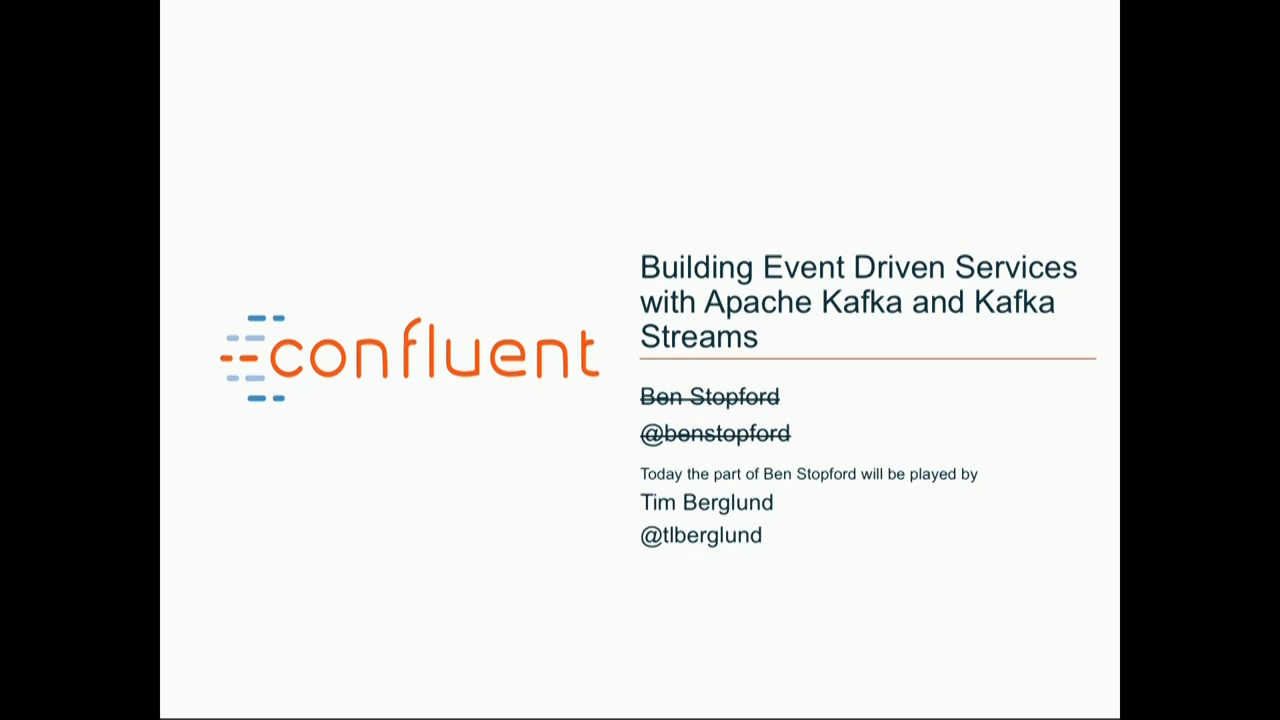 confluent
Building Event Driven Services
with Apache Kafka and Kafka
Streams
Ben Stopford
@benstopford
Today the part of Ben Stopford will be played by
Tim Berglund
@tlberglund